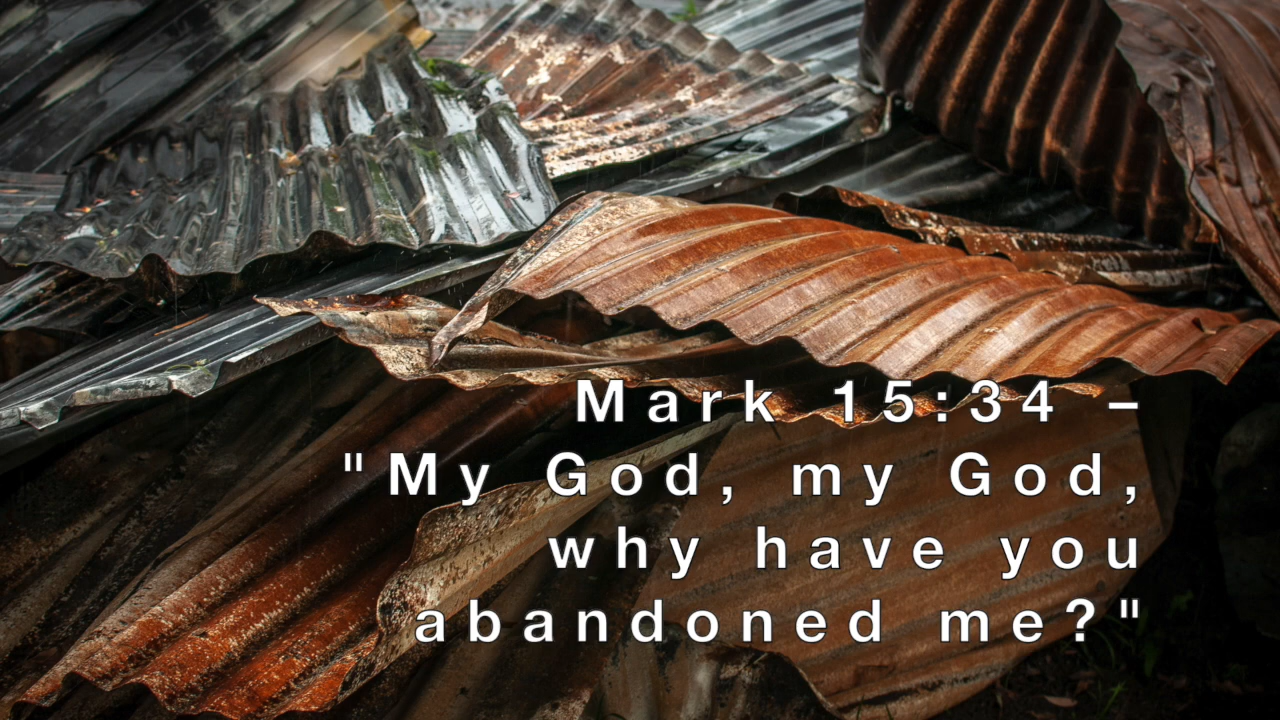 Mark 15:34 –
"My God, my God,
why have you
abandoned me?"